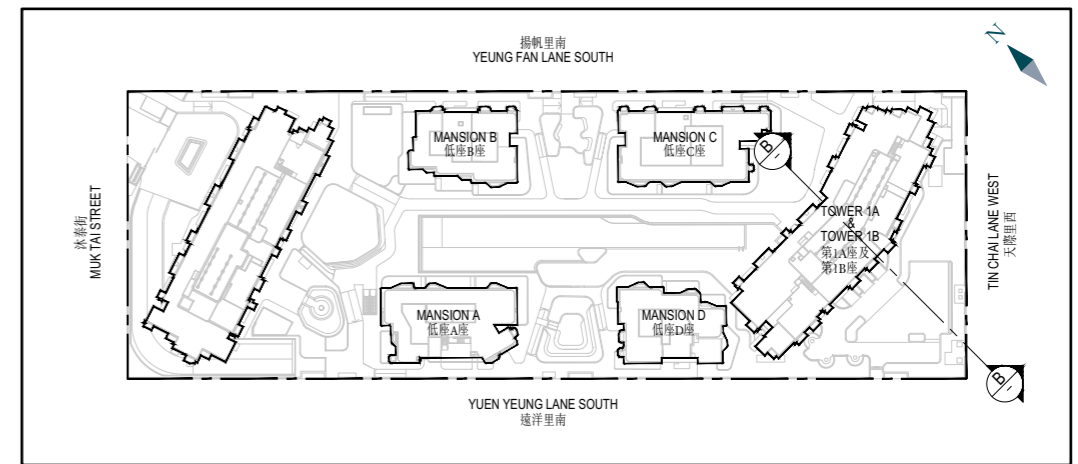 揚帆里南
YEUNG FAN LANE SOUTH
N
MANSION B
低座B座
MANSION C
低座C座
B
-
沐泰街
MUK TAI STREET
TOWER 1A
&
TOWER 1B
第1A座及
第1B座
TIN CHAI LANE WEST
天際里西
MANSION A
低座A座
MANSION D
低座D座
B
-
YUEN YEUNG LANE SOUTH
遠洋里南